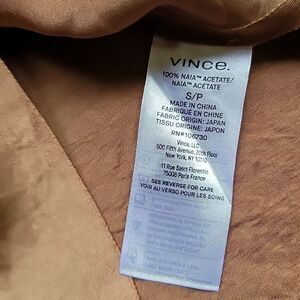 VINCE.
100% NAIA™ ACETATE/
NAIA™ ACÉTATE
S/P
MADE IN CHINA
FABRIQUÉ EN CHINE
FABRIC ORIGIN: JAPAN
TISSU ORIGINE: JAPON
RN#106730
Vince, LLC
500 Fifth Avenue, 20th Floor
New York, NY 10110
11 Rue Saint Florentin
75008 Paris France
SEE REVERSE FOR CARE
VOIR AU VERSO POUR LES SOINS